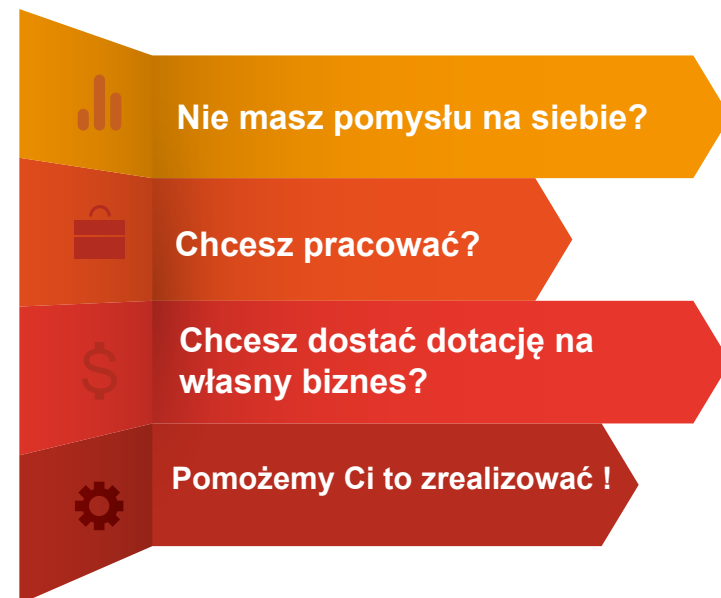 Nie masz pomysłu na siebie?
Chcesz pracować?
Chcesz dostać dotację na
własny biznes?
Pomożemy Ci to zrealizować !